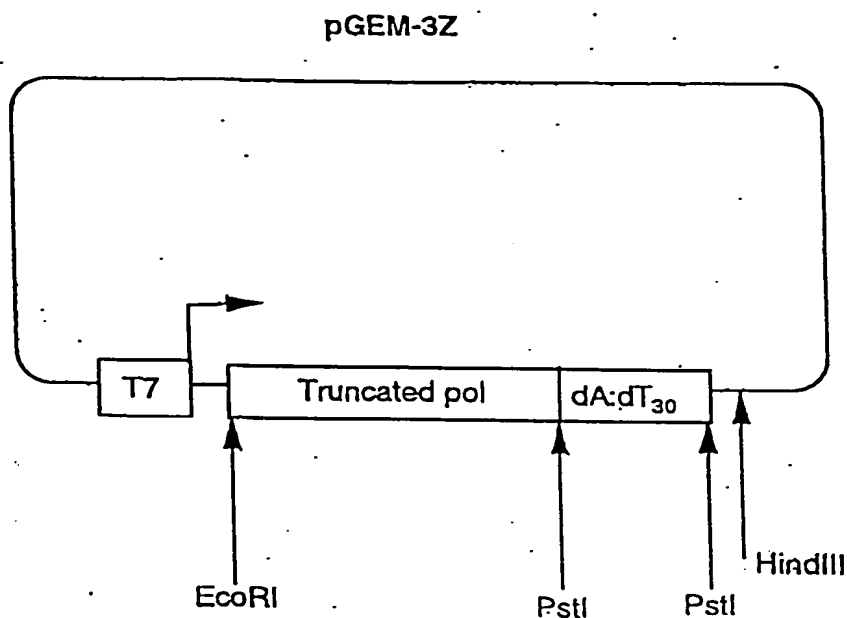 pGEM-3Z
T7
Truncated pol
dA:dT₃₀
EcoRI
PstI
PstI
HindIII